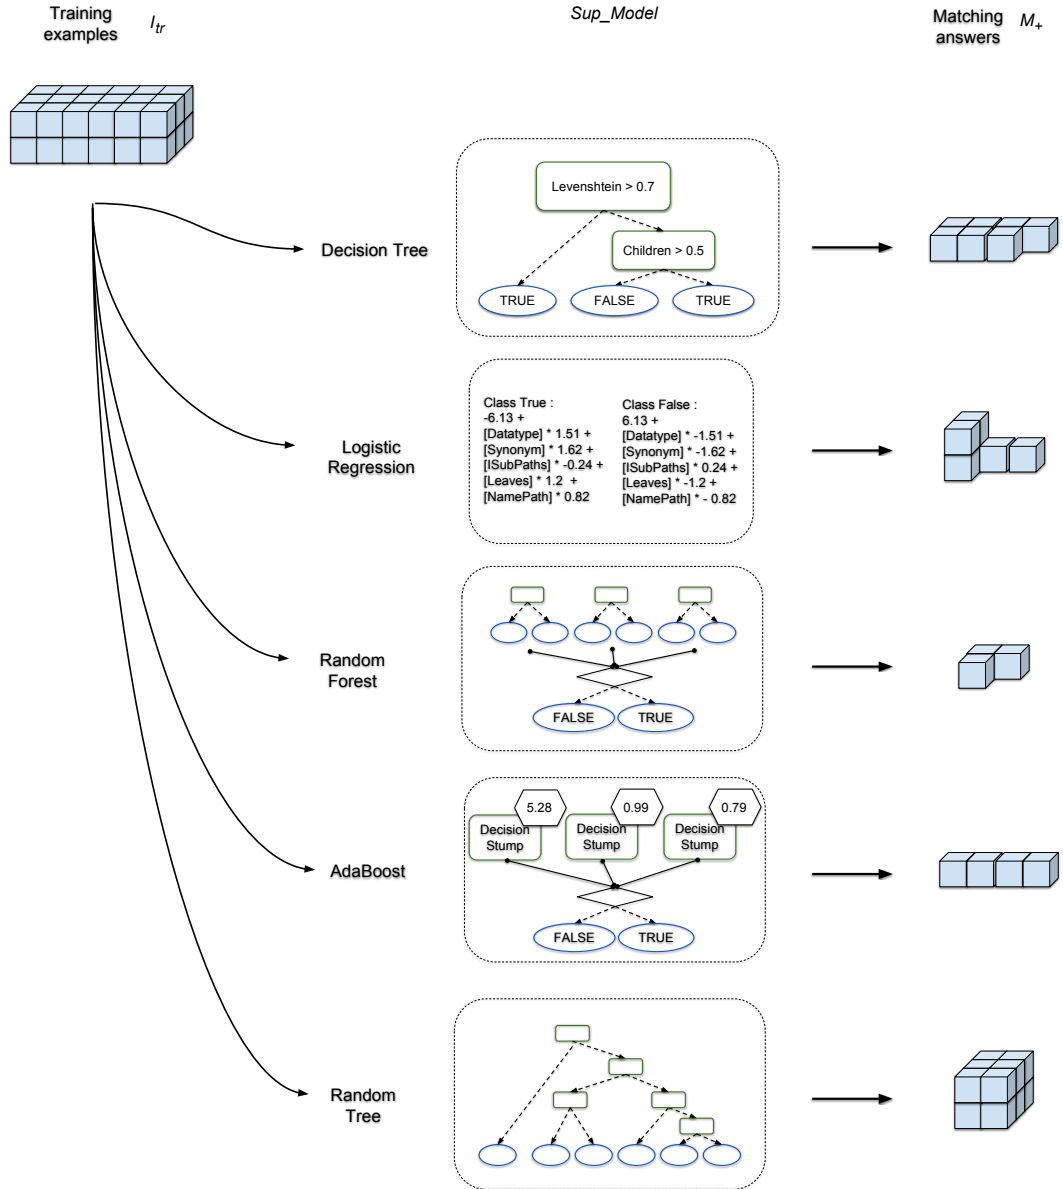 Training
examples
I_tr
Sup_Model
Matching
answers
M_+
Decision Tree
Levenshtein > 0.7
Children > 0.5
TRUE
FALSE
TRUE
Logistic
Regression
Class True :
-6.13 +
[Datatype] * 1.51 +
[Synonym] * 1.62 +
[ISubPaths] * -0.24 +
[Leaves] * 1.2 +
[NamePath] * 0.82
Class False :
6.13 +
[Datatype] * -1.51 +
[Synonym] * -1.62 +
[ISubPaths] * 0.24 +
[Leaves] * -1.2 +
[NamePath] * - 0.82
Random
Forest
FALSE
TRUE
AdaBoost
5.28
Decision
Stump
0.99
Decision
Stump
0.79
Decision
Stump
FALSE
TRUE
Random
Tree